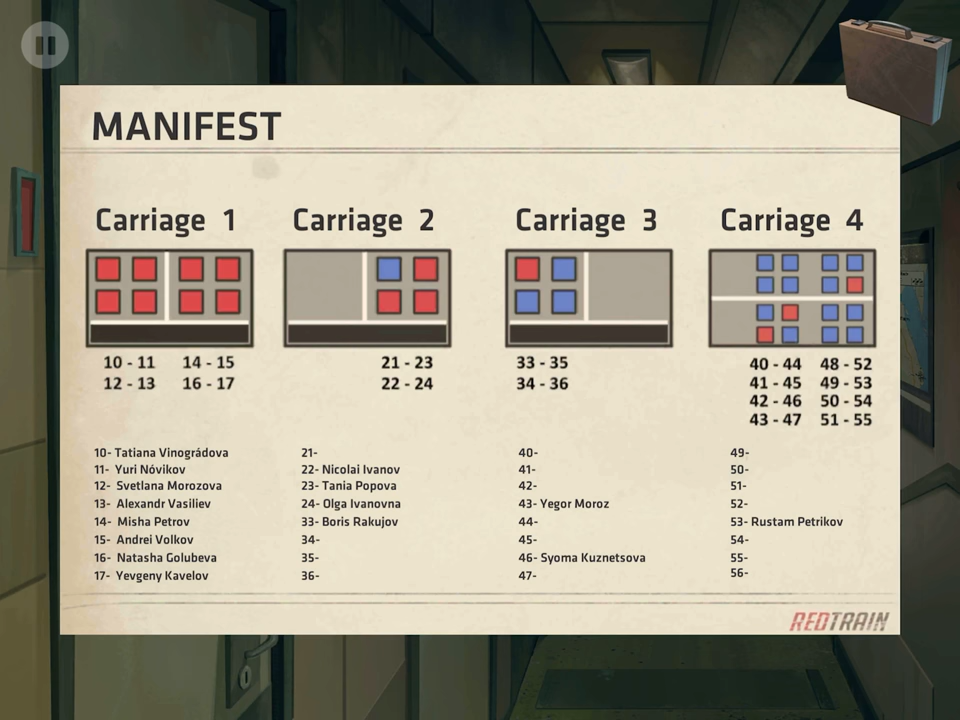 MANIFEST
Carriage 1
Carriage 2
Carriage 3
Carriage 4
10 - 11 14 - 15
12 - 13 16 - 17
21 - 23
22 - 24
33 - 35
34 - 36
40 - 44 48 - 52
41 - 45 49 - 53
42 - 46 50 - 54
43 - 47 51 - 55
10- Tatiana Vinográdova
11- Yuri Nóvikov
12- Svetlana Morozova
13- Alexandr Vasiliev
14- Misha Petrov
15- Andrei Volkov
16- Natasha Golubeva
17- Yevgeny Kavelov
21-
22- Nicolai Ivanov
23- Tania Popova
24- Olga Ivanovna
33- Boris Rakujov
34-
35-
36-
40-
41-
42-
43- Yegor Moroz
44-
45-
46- Syoma Kuznetsova
47-
49-
50-
51-
52-
53- Rustam Petrikov
54-
55-
56-
REDTRAIN